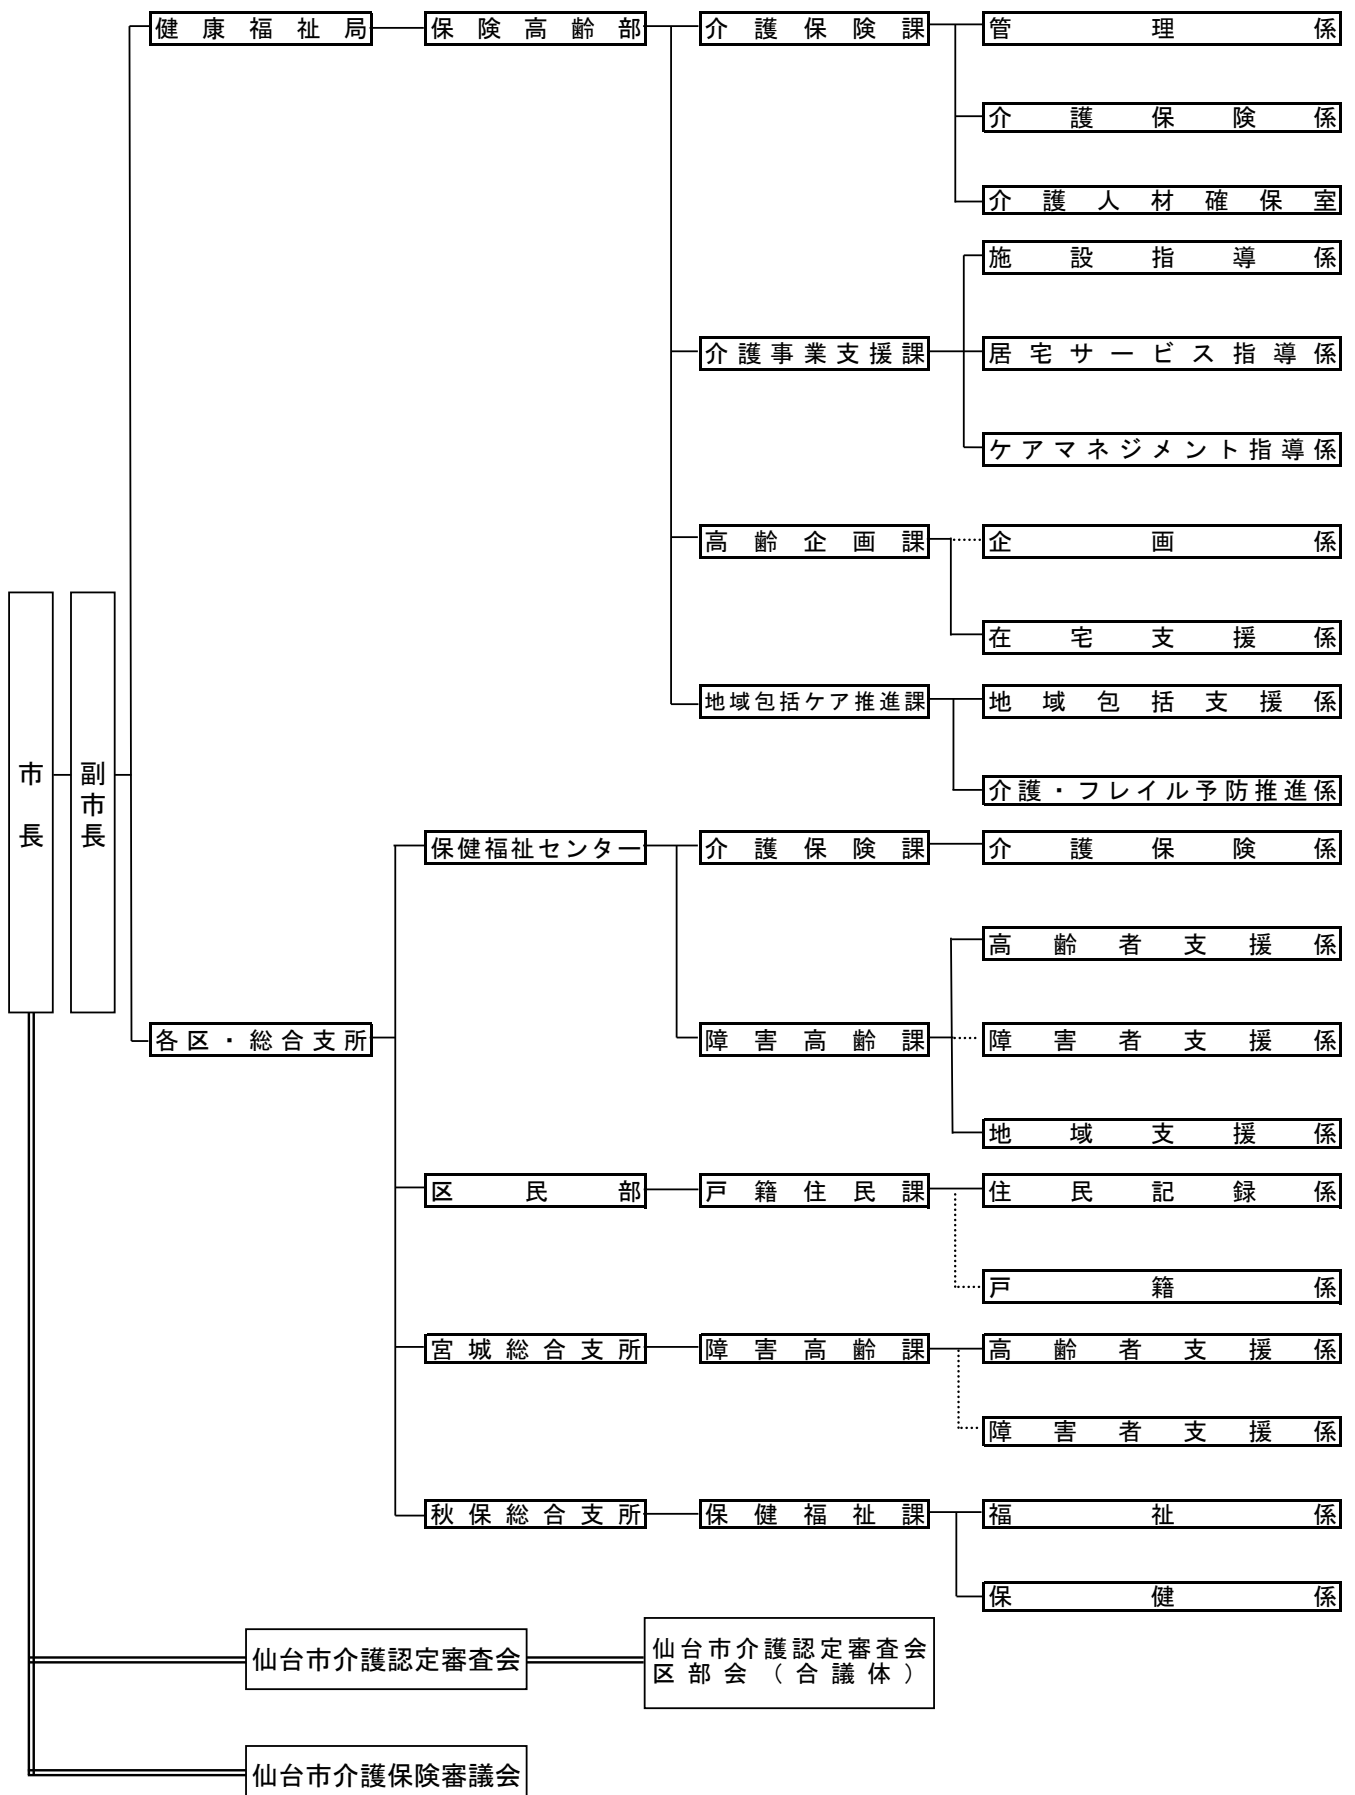 健康福祉局
保険高齢部
介護保険課
管理係
介護保険係
介護人材確保室
施設指導係
介護事業支援課
居宅サービス指導係
ケアマネジメント指導係
高齢企画課
企画係
在宅支援係
地域包括ケア推進課
地域包括支援係
介護・フレイル予防推進係
市長
副市長
保健福祉センター
介護保険課
介護保険係
高齢者支援係
各区・総合支所
障害高齢課
障害者支援係
地域支援係
区民部
戸籍住民課
住民記録係
戸籍係
宮城総合支所
障害高齢課
高齢者支援係
障害者支援係
秋保総合支所
保健福祉課
福祉係
保健係
仙台市介護認定審査会
仙台市介護認定審査会
区部会（合議体）
仙台市介護保険審議会